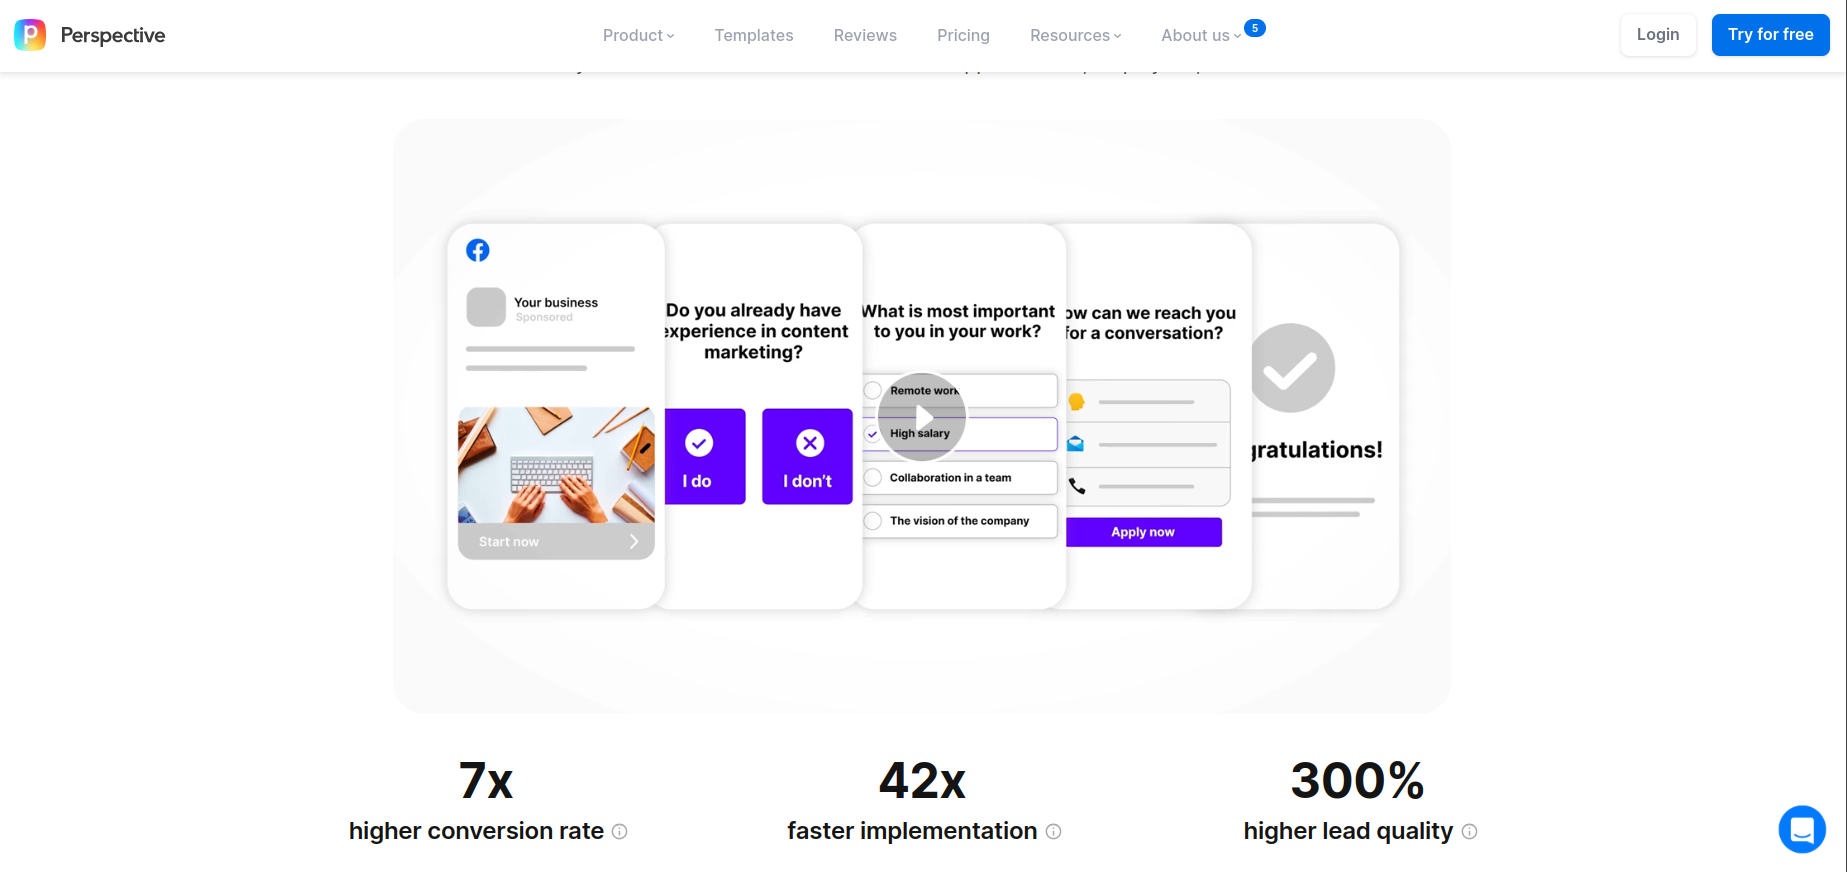 Perspective
Product
Templates
Reviews
Pricing
Resources
About us
5
Login
Try for free
Your business
Sponsored
Start now
Do you already have
experience in content
marketing?
I do
I don't
What is most important
to you in your work?
Remote work
High salary
Collaboration in a team
The vision of the company
ow can we reach you
for a conversation?
Apply now
gratulations!
7x
higher conversion rate
42x
faster implementation
300%
higher lead quality